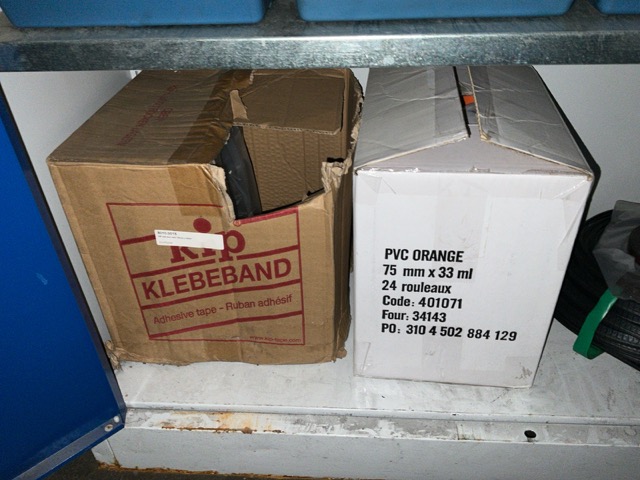 Kip
KLEBEBAND
Adhesive tape - Ruban adhésif
PVC ORANGE
75 mm x 33 ml
24 rouleaux
Code: 401071
Four: 34143
PO: 310 4 502 884 129